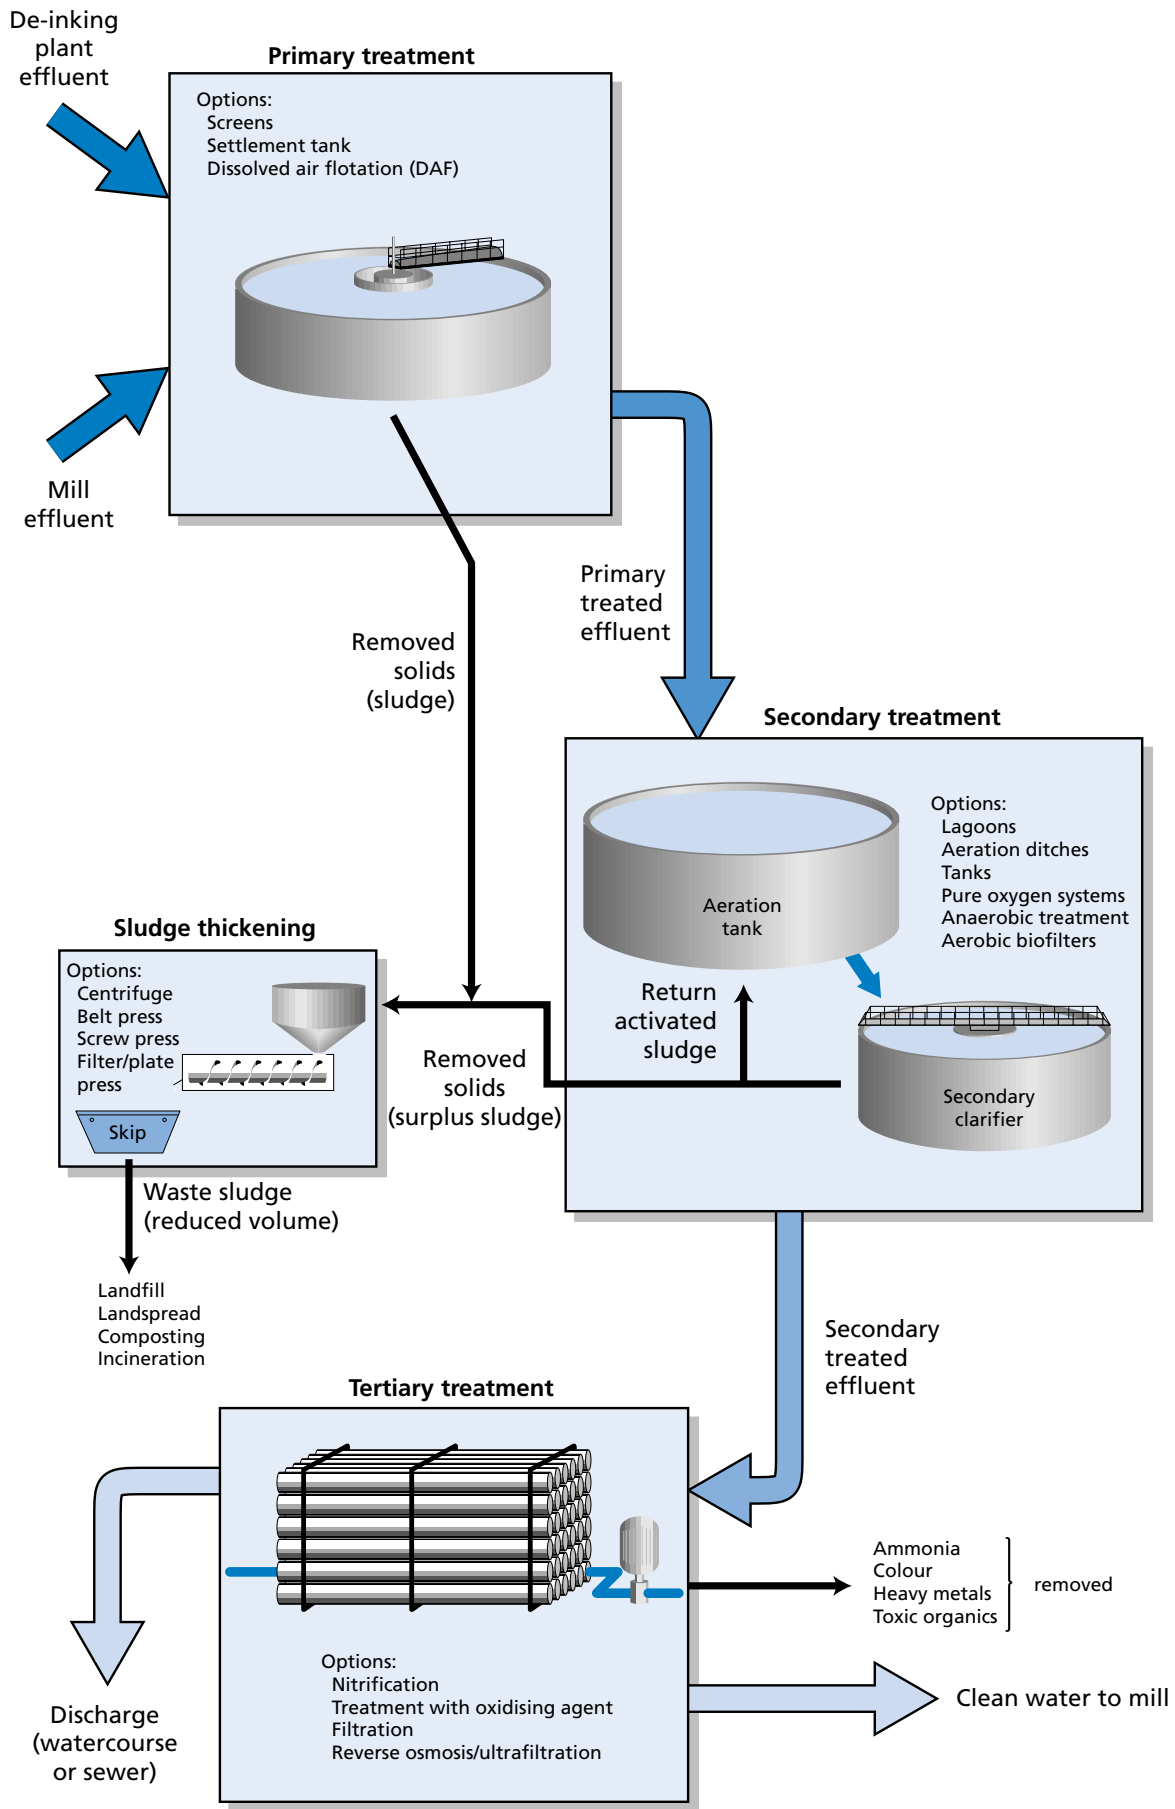 De-inking
plant
effluent
Primary treatment
Options:
Screens
Settlement tank
Dissolved air flotation (DAF)
Mill
effluent
Primary
treated
effluent
Removed
solids
(sludge)
Secondary treatment
Options:
Lagoons
Aeration ditches
Tanks
Pure oxygen systems
Anaerobic treatment
Aerobic biofilters
Aeration
tank
Return
activated
sludge
Secondary
clarifier
Sludge thickening
Options:
Centrifuge
Belt press
Screw press
Filter/plate
press
Skip
Removed
solids
(surplus sludge)
Waste sludge
(reduced volume)
Landfill
Landspread
Composting
Incineration
Secondary
treated
effluent
Tertiary treatment
Options:
Nitrification
Treatment with oxidising agent
Filtration
Reverse osmosis/ultrafiltration
Ammonia
Colour
Heavy metals
Toxic organics
removed
Clean water to mill
Discharge
(watercourse
or sewer)